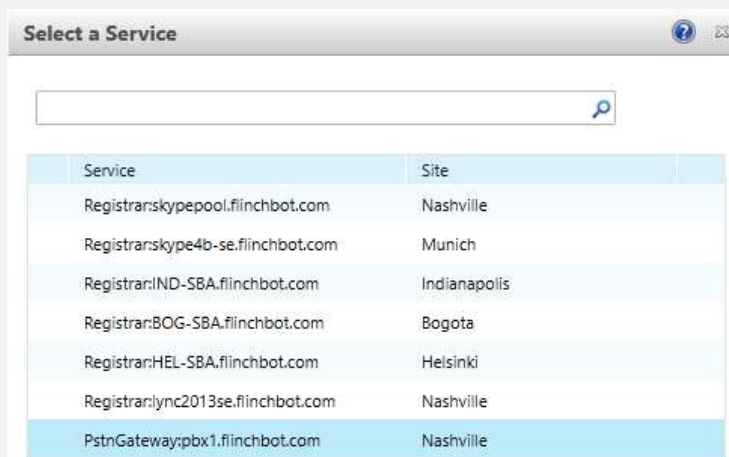 Select a Service
Service Site
Registrar:skypepool.flinchbot.com Nashville
Registrar:skype4b-se.flinchbot.com Munich
Registrar:IND-SBA.flinchbot.com Indianapolis
Registrar:BOG-SBA.flinchbot.com Bogota
Registrar:HEL-SBA.flinchbot.com Helsinki
Registrar:lync2013se.flinchbot.com Nashville
PstnGateway:pbx1.flinchbot.com Nashville